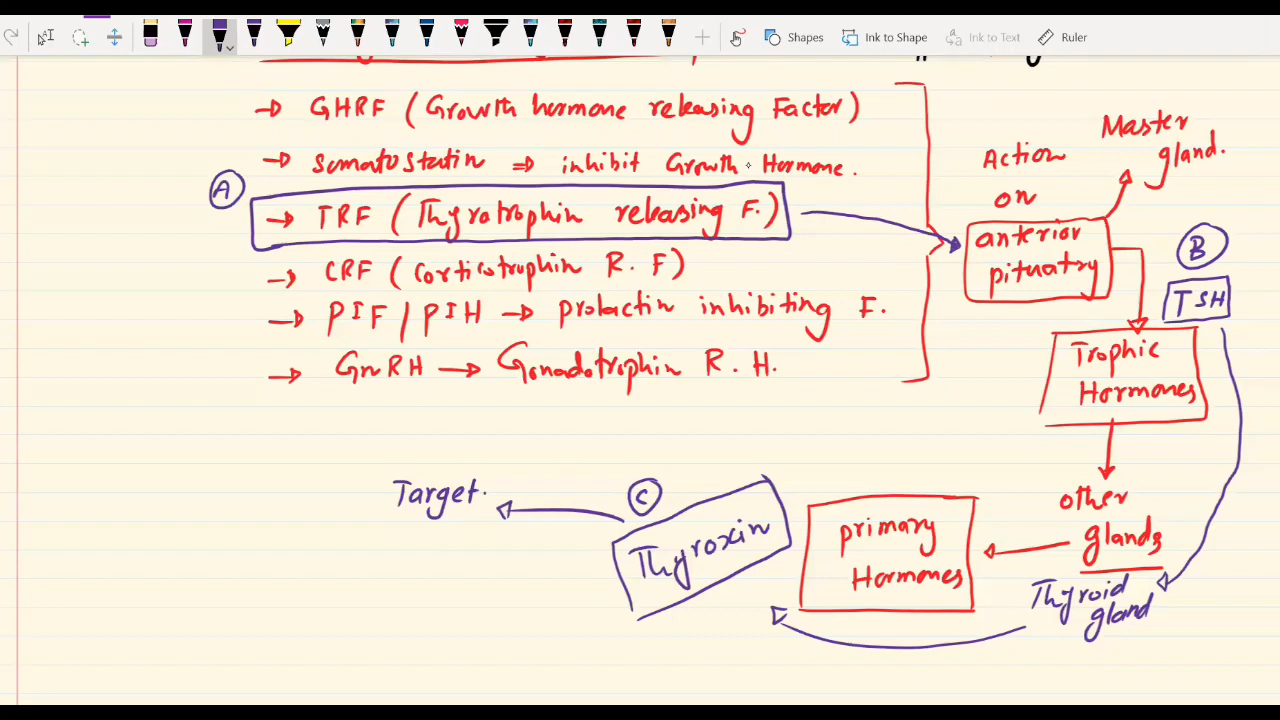 Shapes
Ink to Shape
Ink to Text
Ruler
→ GHRF (Growth hormone releasing Factor)
→ Somatostatin ⇒ inhibit Growth Hormone.
A
→ TRF (Thyratrophin releasing F.)
→ CRF (Corticotrophin R. F)
→ PIF / PIH → prolactin inhibiting F.
→ GnRH → Gonadotrophin R. H.
Action
on
anterior
pituatry
Master
gland.
B
TSH
Trophic
Hormones
other
glands
Thyroid
gland
primary
Hormones
C
Thyroxin
Target.